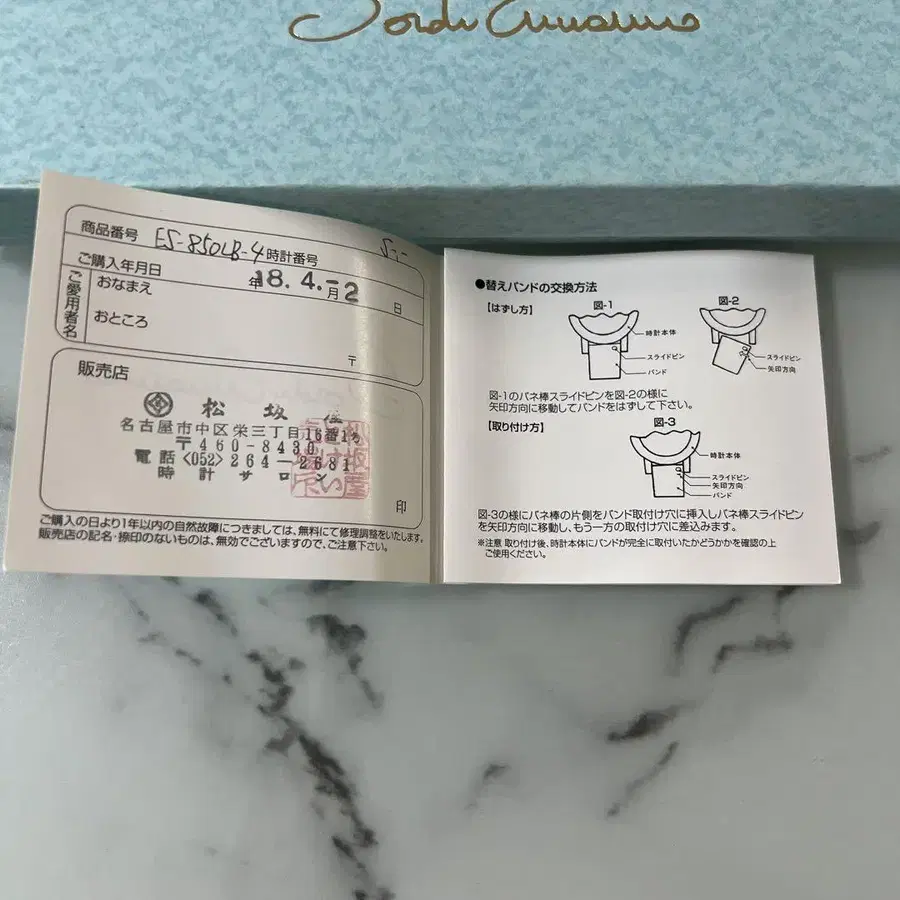 商品番号 ES-850LB-4 時計番号
ご購入年月日 年 18.4.-2 月 日
ご愛用者名
おなまえ
おところ
〒
販売店
松坂屋
名古屋市中区栄三丁目16番1号
〒460-8430
電話<052>264-2681
時計サロン
印
ご購入の日より1年以内の自然故障につきましては、無料にて修理調整をいたします。
販売店の記名・捺印のないものは、無効でございますので、ご注意下さい。
●替えバンドの交換方法
【はずし方】
図-1
時計本体
スライドピン
バンド
図-2
スライドピン
矢印方向
図-1のバネ棒スライドピンを図-2の様に
矢印方向に移動してバンドをはずして下さい。
【取り付け方】
図-3
時計本体
スライドピン
矢印方向
バンド
図-3の様にバネ棒の片側をバンド取付け穴に挿入しバネ棒スライドピン
を矢印方向に移動し、もう一方の取付け穴に差込みます。
※注意 取り付け後、時計本体にバンドが完全に取付いたかどうかを確認の上
ご使用ください。